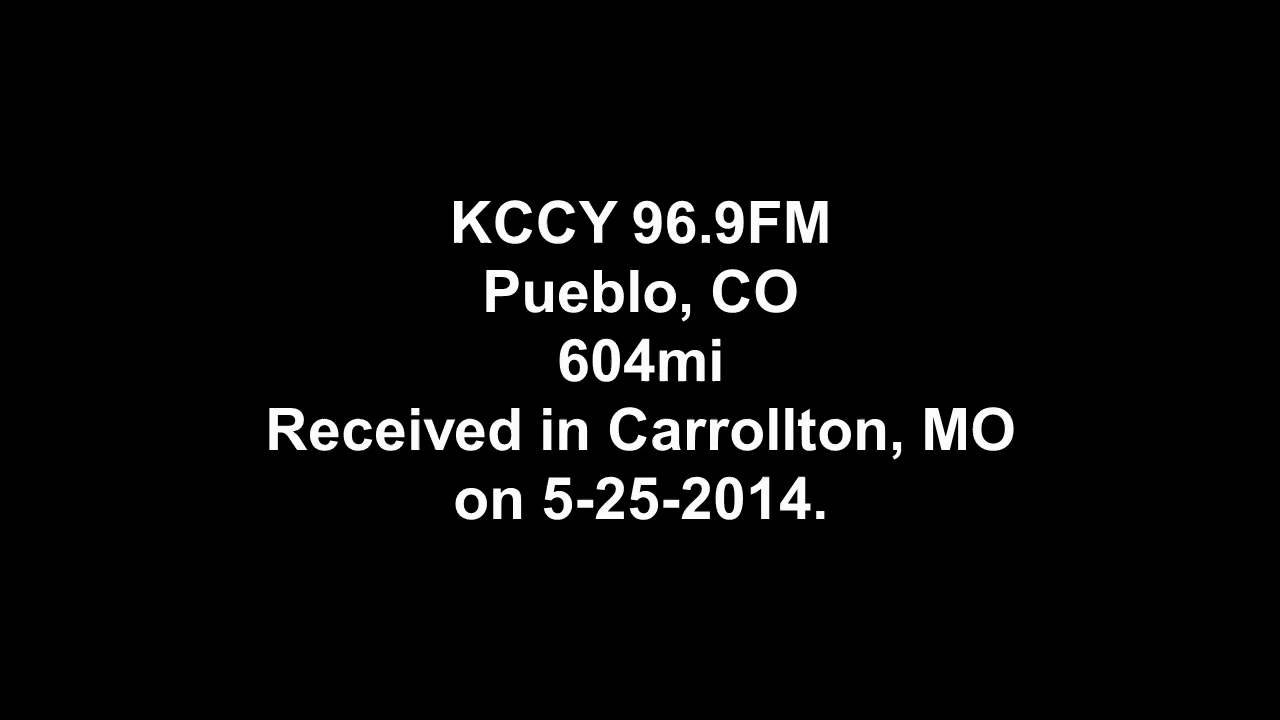 KCCY 96.9FM
Pueblo, CO
604mi
Received in Carrollton, MO
on 5-25-2014.